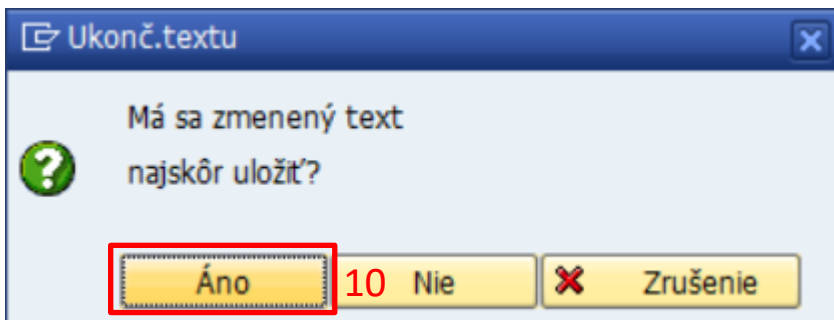 Ukonč.textu
Má sa zmenený text
najskôr uložiť?
Áno 10 Nie Zrušenie